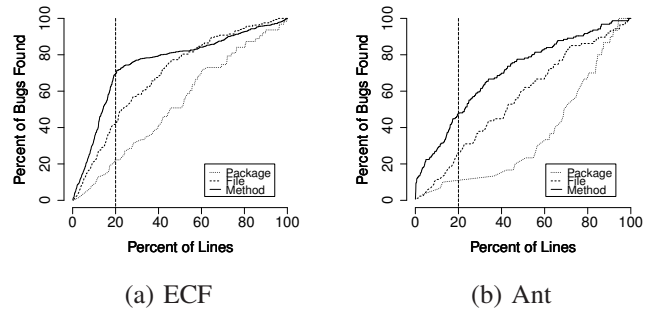 Percent of Bugs Found
100
80
60
40
20
0
Package
File
Method
0 20 40 60 80 100
Percent of Lines
(a) ECF
Percent of Bugs Found
100
80
60
40
20
0
Package
File
Method
0 20 40 60 80 100
Percent of Lines
(b) Ant